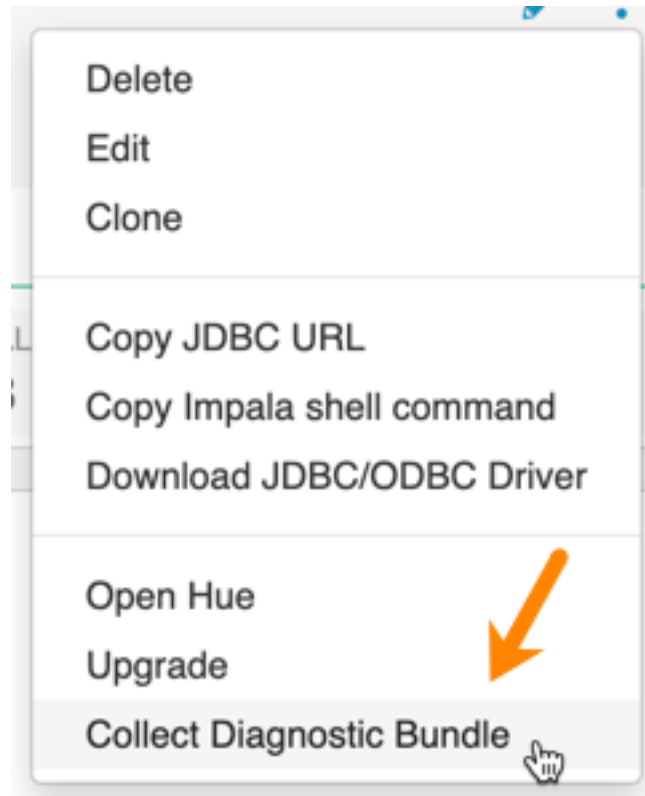 Delete
Edit
Clone
Copy JDBC URL
Copy Impala shell command
Download JDBC/ODBC Driver
Open Hue
Upgrade
Collect Diagnostic Bundle